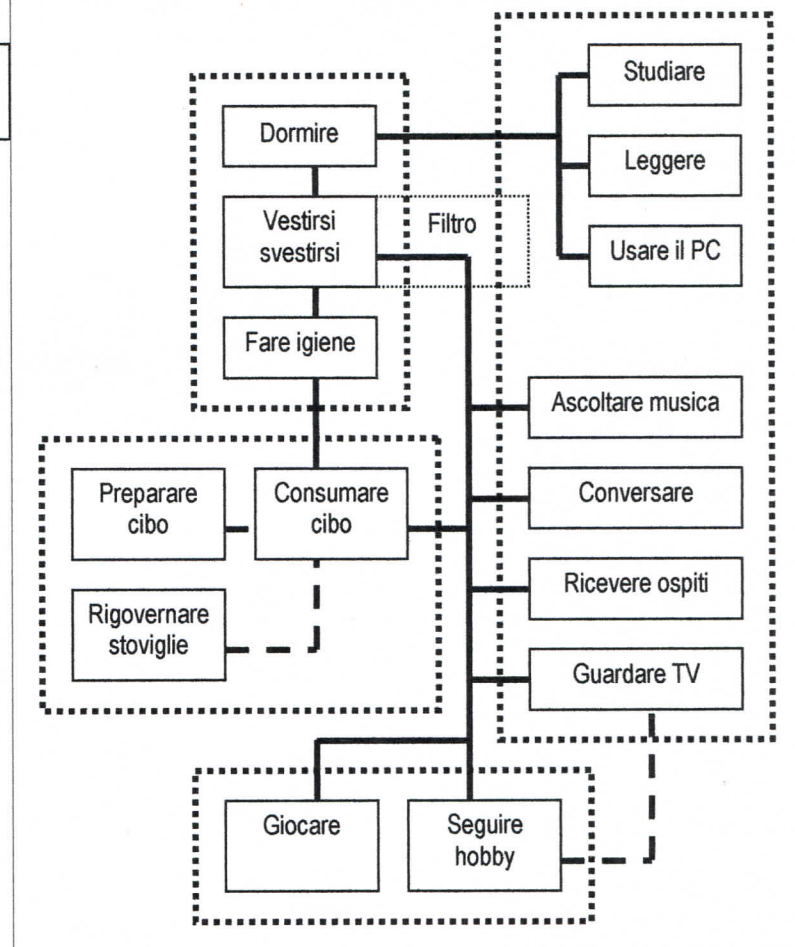 Studiare
Dormire
Leggere
Vestirsi
svestirsi
Filtro
Usare il PC
Fare igiene
Ascoltare musica
Preparare
cibo
Consumare
cibo
Conversare
Rigovernare
stoviglie
Ricevere ospiti
Guardare TV
Giocare
Seguire
hobby